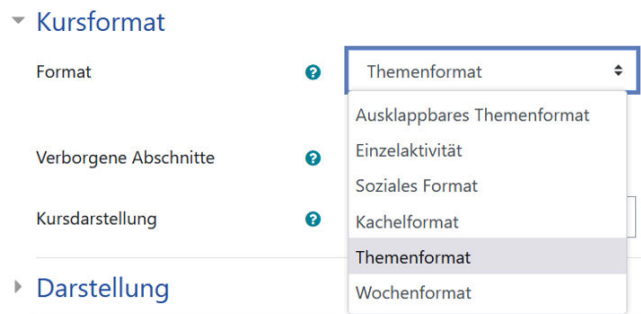 Kursformat
Format
Themenformat
Ausklappbares Themenformat
Verborgene Abschnitte
Einzelaktivität
Soziales Format
Kursdarstellung
Kachelformat
Themenformat
Darstellung
Wochenformat